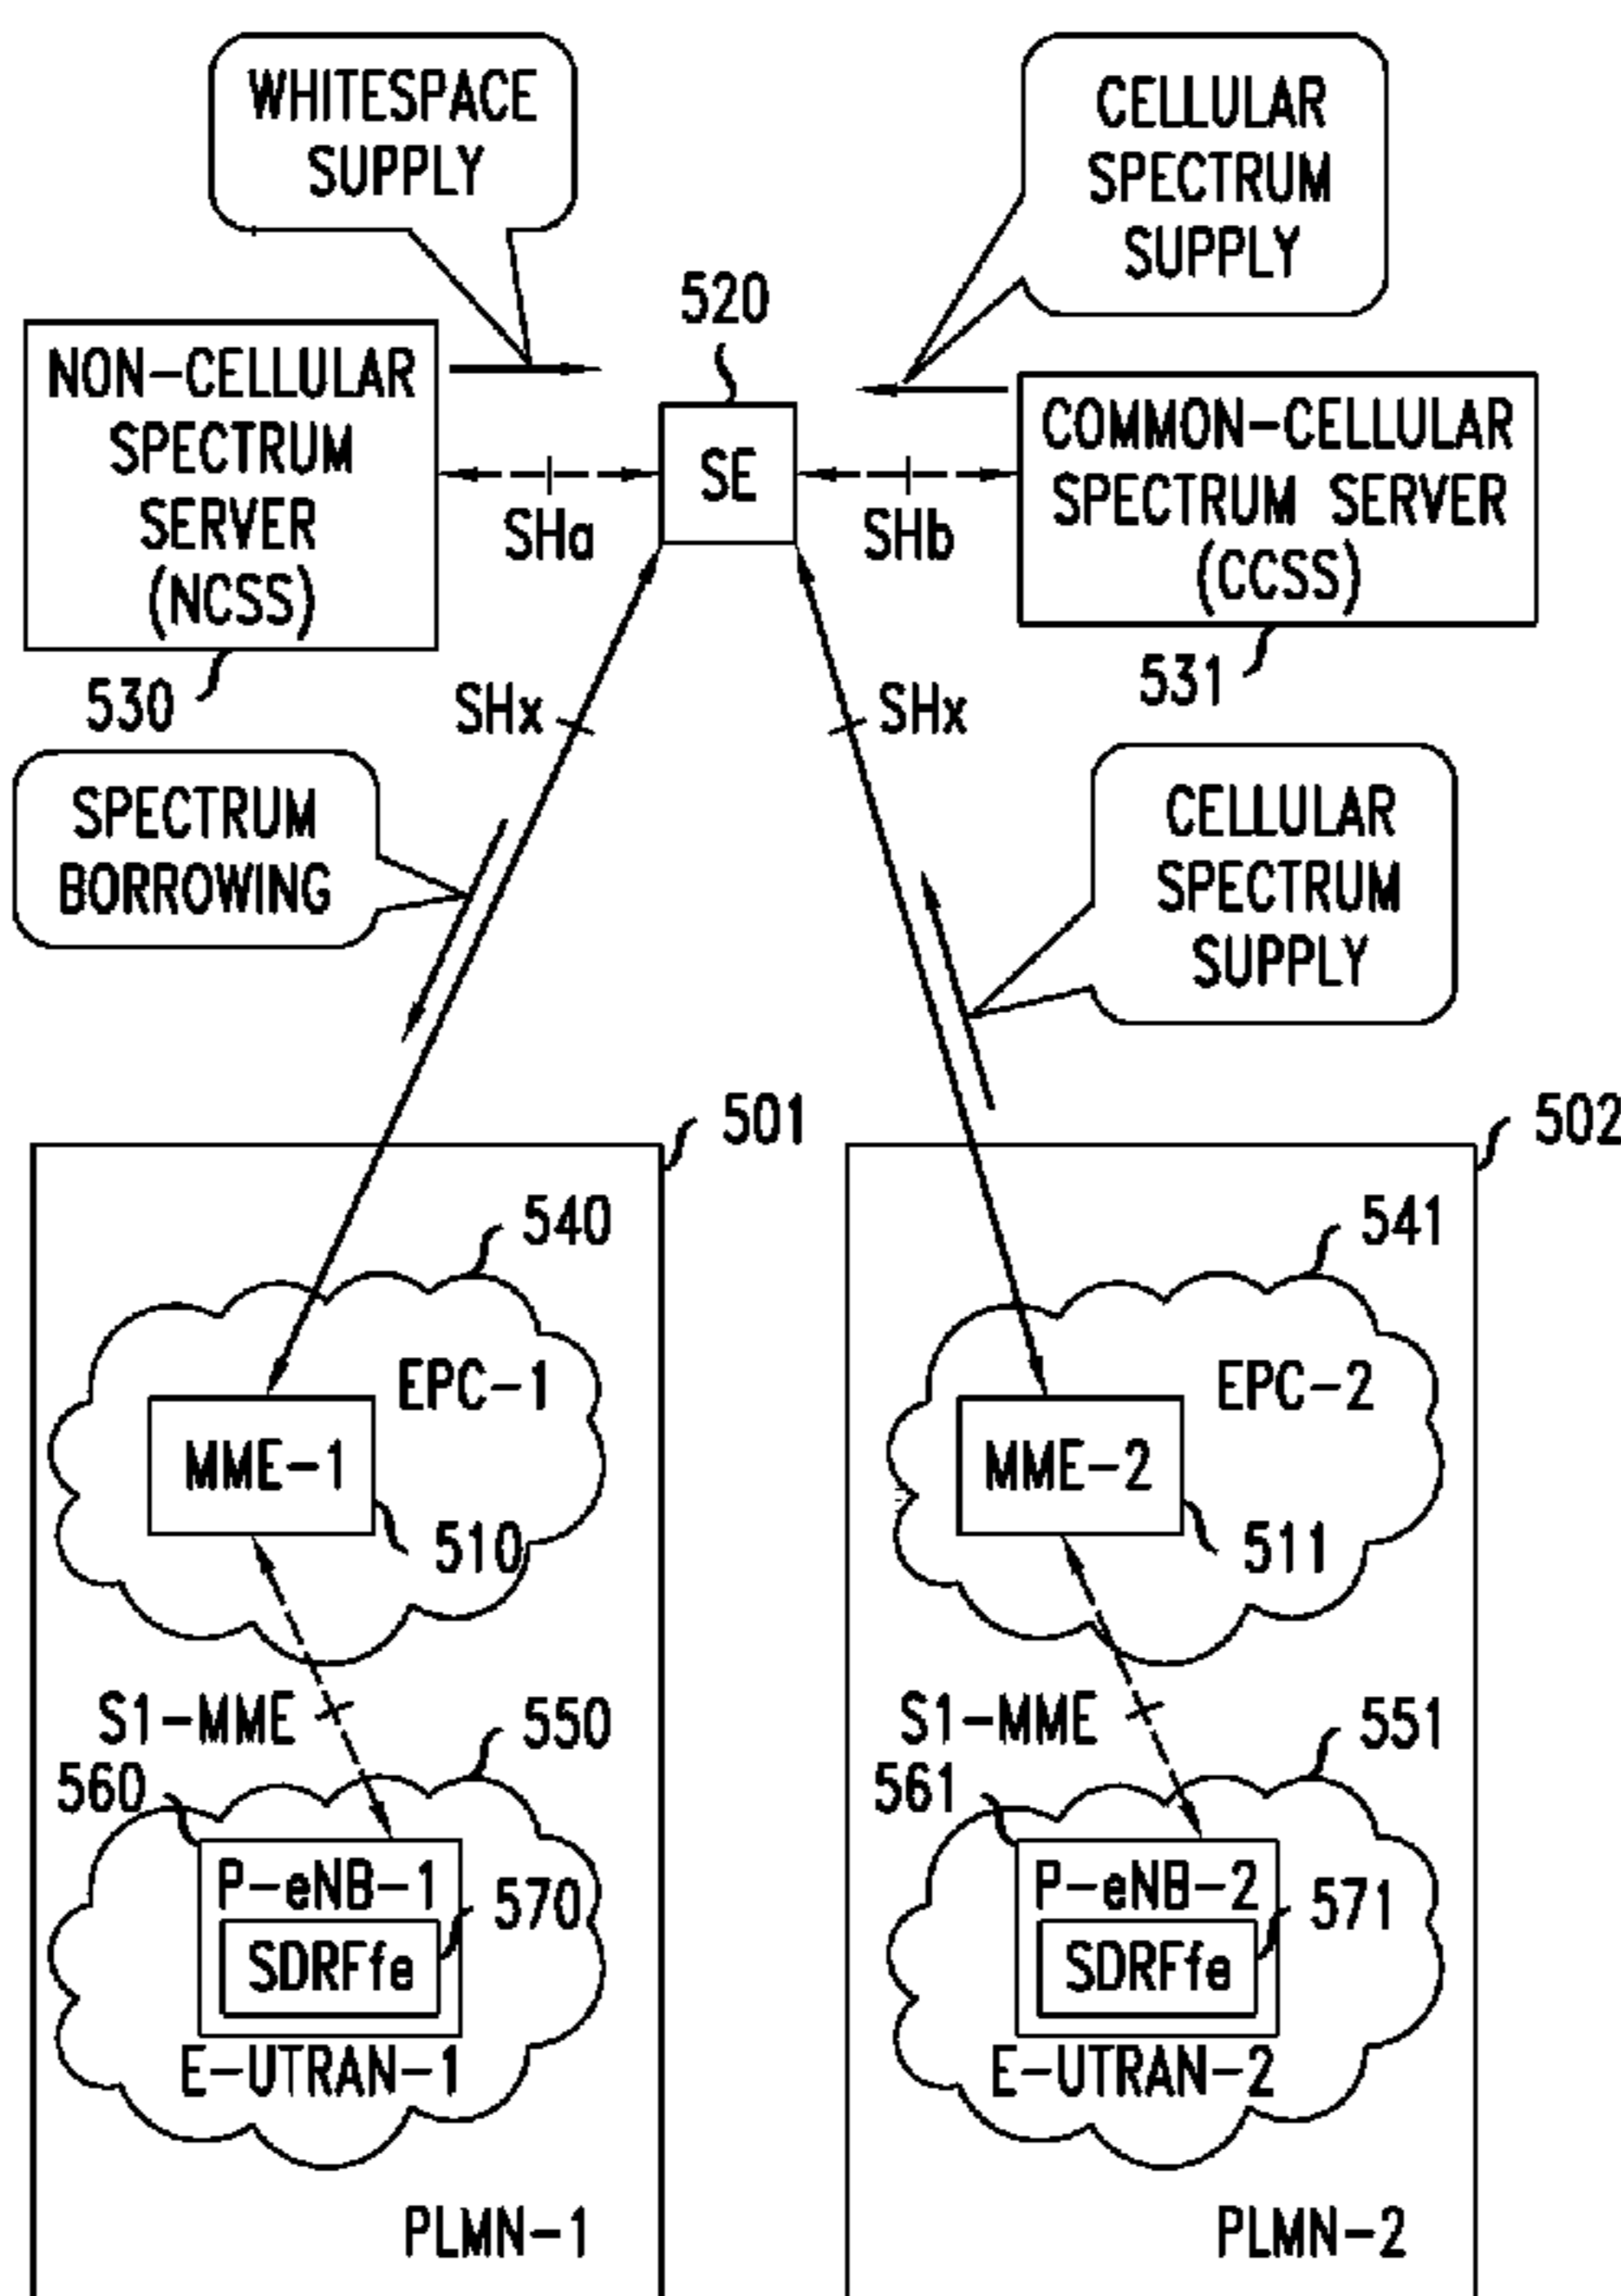 WHITESPACE
SUPPLY
CELLULAR
SPECTRUM
SUPPLY
520
NON-CELLULAR
SPECTRUM
SERVER
(NCSS)
530
SE
COMMON-CELLULAR
SPECTRUM SERVER
(CCSS)
531
SHa
SHb
SHx
SHx
SPECTRUM
BORROWING
CELLULAR
SPECTRUM
SUPPLY
501
502
540
EPC-1
MME-1
510
S1-MME
550
560
P-eNB-1
570
SDRFfe
E-UTRAN-1
PLMN-1
541
EPC-2
MME-2
511
S1-MME
551
561
P-eNB-2
571
SDRFfe
E-UTRAN-2
PLMN-2